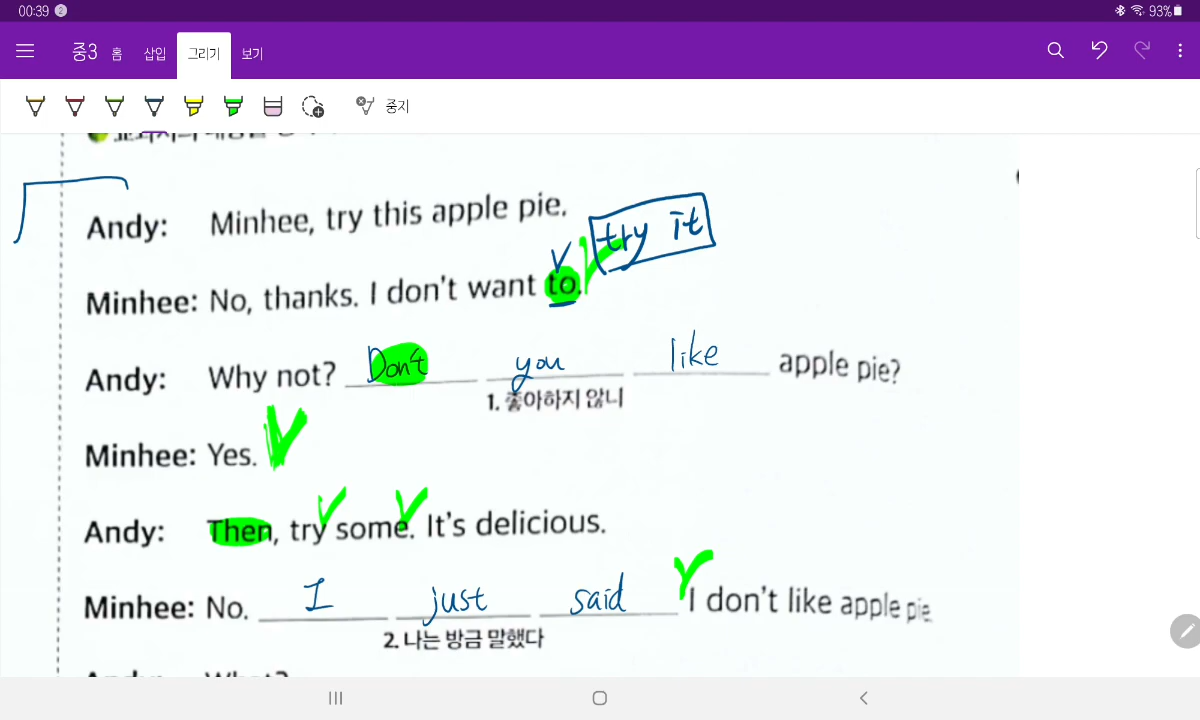 00:39 2 93%
중3 홈 삽입 그리기 보기
중지
Andy: Minhee, try this apple pie.
try it
Minhee: No, thanks. I don't want to.
Andy: Why not? Don't you like apple pie?
1. 좋아하지 않니
Minhee: Yes.
Andy: Then, try some. It's delicious.
Minhee: No. I just said I don't like apple pie
2. 나는 방금 말했다